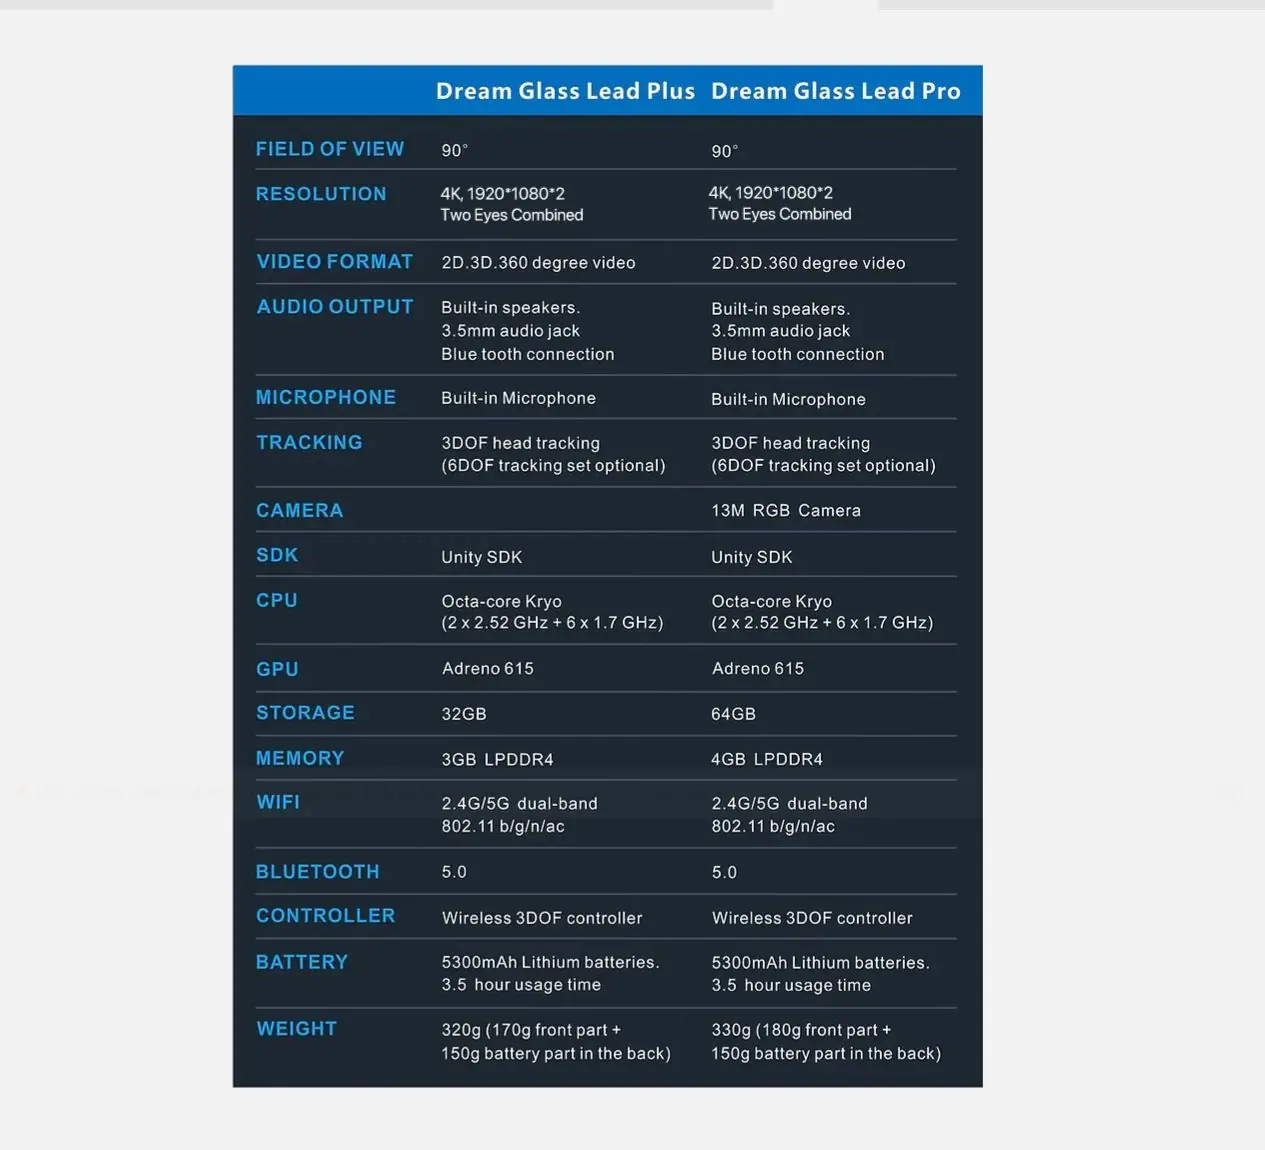 Dream Glass Lead Plus Dream Glass Lead Pro
FIELD OF VIEW 90° 90°
RESOLUTION 4K, 1920*1080*2 4K, 1920*1080*2
Two Eyes Combined Two Eyes Combined
VIDEO FORMAT 2D.3D.360 degree video 2D.3D.360 degree video
AUDIO OUTPUT Built-in speakers. Built-in speakers.
3.5mm audio jack 3.5mm audio jack
Blue tooth connection Blue tooth connection
MICROPHONE Built-in Microphone Built-in Microphone
TRACKING 3DOF head tracking 3DOF head tracking
(6DOF tracking set optional) (6DOF tracking set optional)
CAMERA 13M RGB Camera
SDK Unity SDK Unity SDK
CPU Octa-core Kryo Octa-core Kryo
(2 x 2.52 GHz + 6 x 1.7 GHz) (2 x 2.52 GHz + 6 x 1.7 GHz)
GPU Adreno 615 Adreno 615
STORAGE 32GB 64GB
MEMORY 3GB LPDDR4 4GB LPDDR4
WIFI 2.4G/5G dual-band 2.4G/5G dual-band
802.11 b/g/n/ac 802.11 b/g/n/ac
BLUETOOTH 5.0 5.0
CONTROLLER Wireless 3DOF controller Wireless 3DOF controller
BATTERY 5300mAh Lithium batteries. 5300mAh Lithium batteries.
3.5 hour usage time 3.5 hour usage time
WEIGHT 320g (170g front part + 330g (180g front part +
150g battery part in the back) 150g battery part in the back)